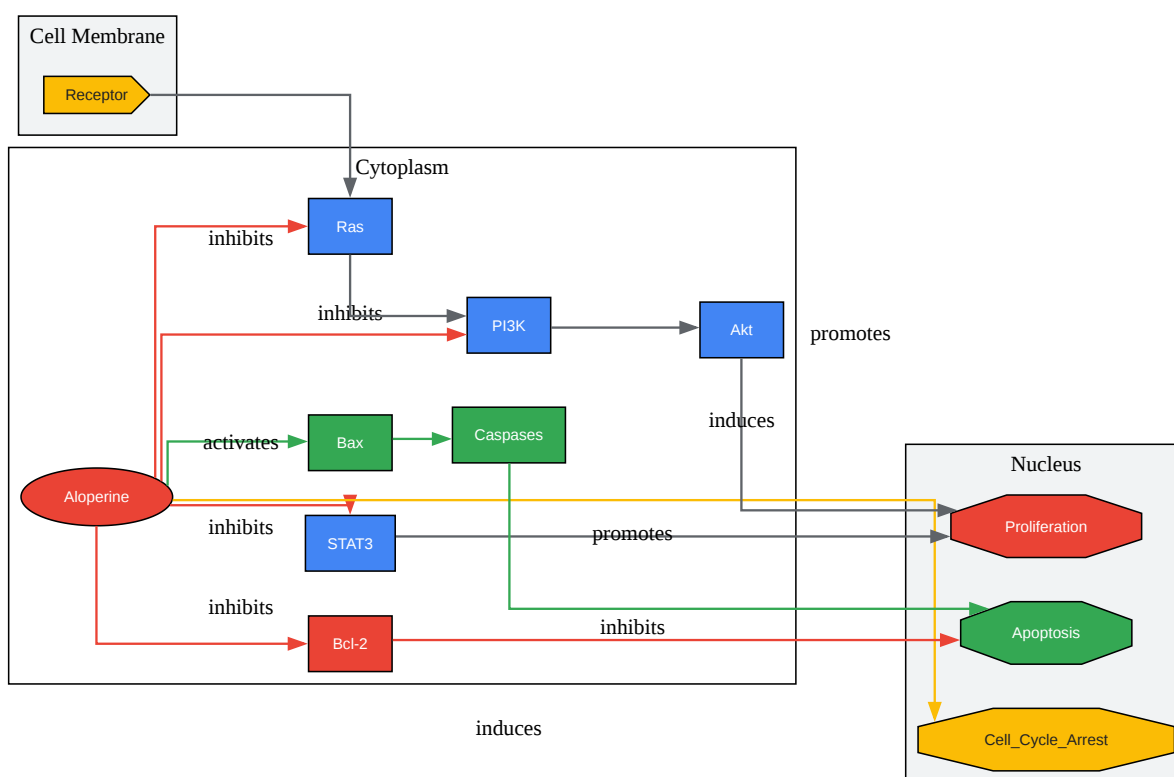 Cell Membrane
Receptor
Cytoplasm
Ras
inhibits
inhibits
PI3K
Akt
promotes
activates
Bax
Caspases
induces
Nucleus
Aloperine
inhibits
STAT3
promotes
Proliferation
inhibits
Bcl-2
inhibits
Apoptosis
induces
Cell_Cycle_Arrest